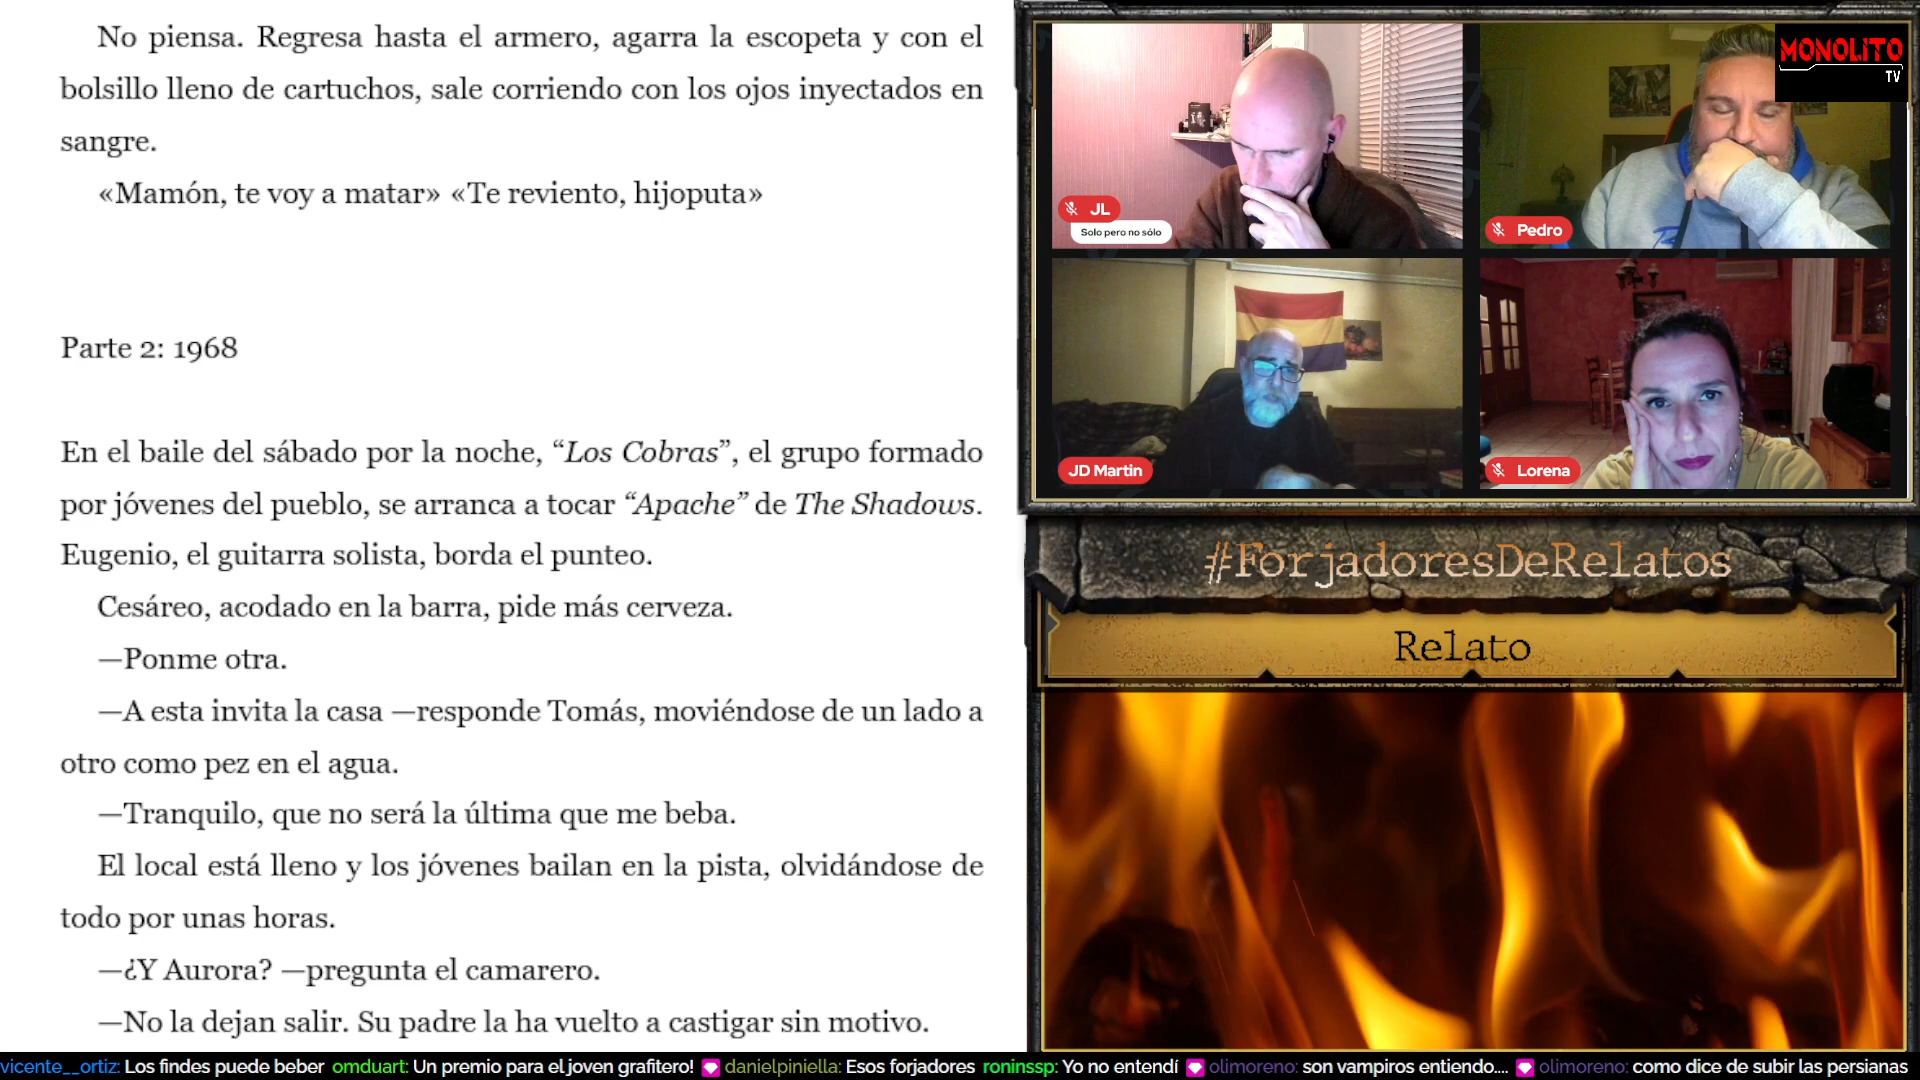 No piensa. Regresa hasta el armero, agarra la escopeta y con el
bolsillo lleno de cartuchos, sale corriendo con los ojos inyectados en
sangre.
«Mamón, te voy a matar» «Te reviento, hijoputa»
Parte 2: 1968
En el baile del sábado por la noche, “Los Cobras”, el grupo formado
por jóvenes del pueblo, se arranca a tocar “Apache” de The Shadows.
Eugenio, el guitarra solista, borda el punteo.
Cesáreo, acodado en la barra, pide más cerveza.
—Ponme otra.
—A esta invita la casa —responde Tomás, moviéndose de un lado a
otro como pez en el agua.
—Tranquilo, que no será la última que me beba.
El local está lleno y los jóvenes bailan en la pista, olvidándose de
todo por unas horas.
—¿Y Aurora? —pregunta el camarero.
—No la dejan salir. Su padre la ha vuelto a castigar sin motivo.
MONOLITO
TV
JL
Solo pero no sólo
Pedro
JD Martin
Lorena
#ForjadoresDeRelatos
Relato
vicente__ortiz: Los findes puede beber omduart: Un premio para el joven grafitero! danielpiniella: Esos forjadores roninssp: Yo no entendí olimoreno: son vampiros entiendo.... olimoreno: como dice de subir las persianas